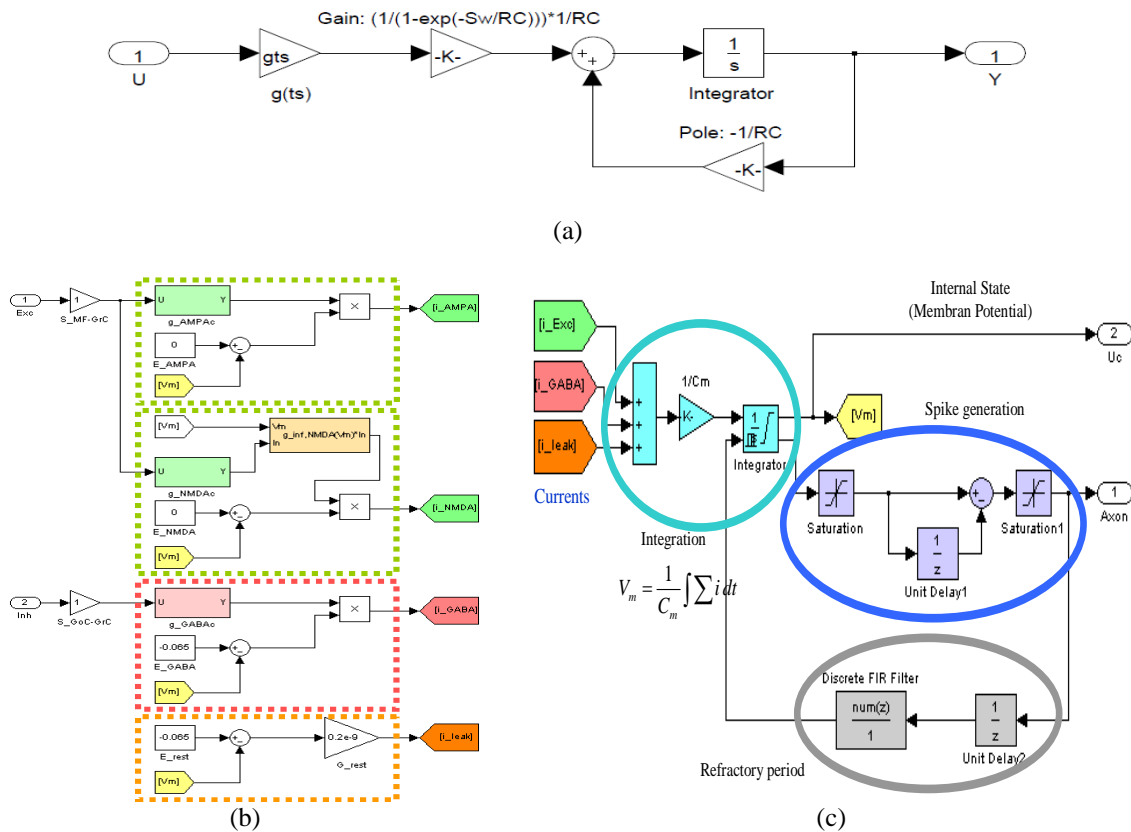 Gain: (1/(1-exp(-Sw/RC)))*1/RC
1
U
gts
g(ts)
-K-
+
+
1
s
Integrator
1
Y
Pole: -1/RC
-K-
(a)
1
Exc
1
S_MF-GrC
U
Y
g_AMPAc
0
E_AMPA
[Vm]
+
-
×
[i_AMPA]
[Vm]
Vm
In
g_inf,NMDA(Vm)*In
U
Y
g_NMDAc
0
E_NMDA
[Vm]
+
-
×
[i_NMDA]
2
Inh
1
S_GoC-GrC
U
Y
g_GABAc
-0.065
E_GABA
[Vm]
+
-
×
[i_GABA]
-0.065
E_rest
[Vm]
+
-
0.2e-9
G_rest
[i_leak]
(b)
[i_Exc]
[i_GABA]
[i_leak]
Currents
+
+
+
1/Cm
-K-
1
s
Integrator
Integration
V_m = 1/C_m ∫∑ i dt
Internal State
(Membran Potential)
2
Uc
[Vm]
Spike generation
Saturation
1
z
Unit Delay1
+
-
Saturation1
1
Axon
Discrete FIR Filter
num(z)
1
1
z
Unit Delay2
Refractory period
(c)